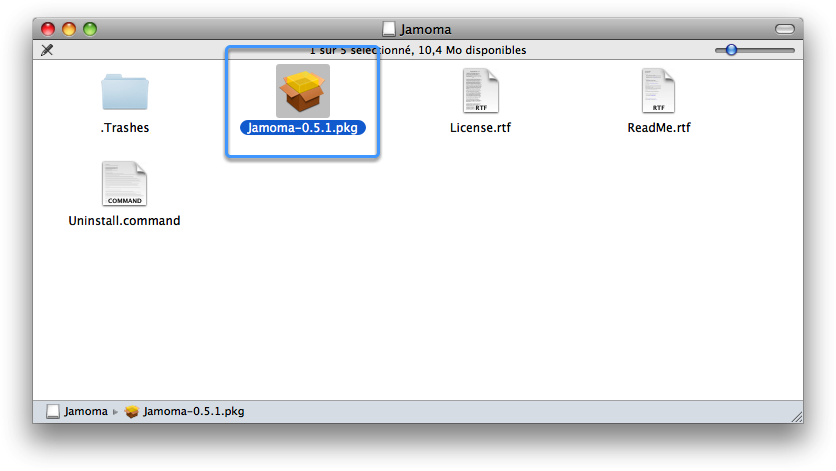 Jamoma
1 sur 5 sélectionné, 10,4 Mo disponibles
.Trashes
Jamoma-0.5.1.pkg
RTF
License.rtf
RTF
ReadMe.rtf
COMMAND
Uninstall.command
Jamoma ▸ Jamoma-0.5.1.pkg